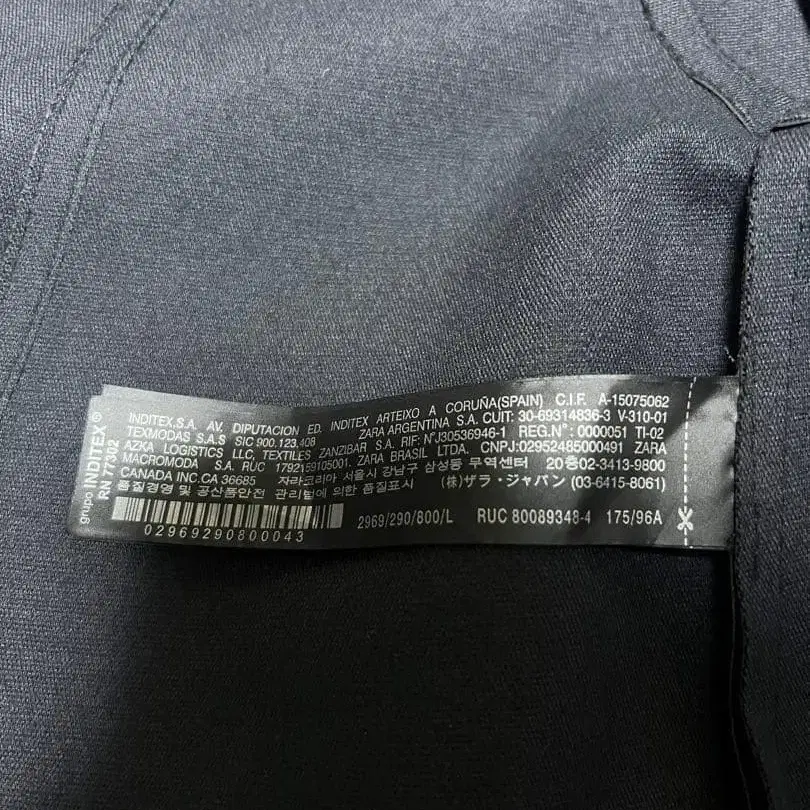 grupo INDITEX®
RN 77302
INDITEX,S.A. AV. DIPUTACION ED. INDITEX ARTEIXO A CORUÑA(SPAIN) C.I.F. A-15075062
TEXMODAS S.A.S SIC 900.123.408 ZARA ARGENTINA S.A. CUIT: 30-69314836-3 V-310-01
AZKA LOGISTICS LLC, TEXTILES ZANZIBAR S.A. RIF: N°J30536946-1 REG.N° : 0000051 TI-02
MACROMODA S.A. RUC 1792159105001. ZARA BRASIL LTDA. CNPJ:02952485000491 ZARA
CANADA INC.CA 36685 자라코리아 서울시 강남구 삼성동 무역센터 20층02-3413-9800
품질경영 및 공산품안전 관리법에 의한 품질표시 (株)ザラ・ジャパン (03-6415-8061)
02969290800043
2969/290/800/L RUC 80089348-4 175/96A